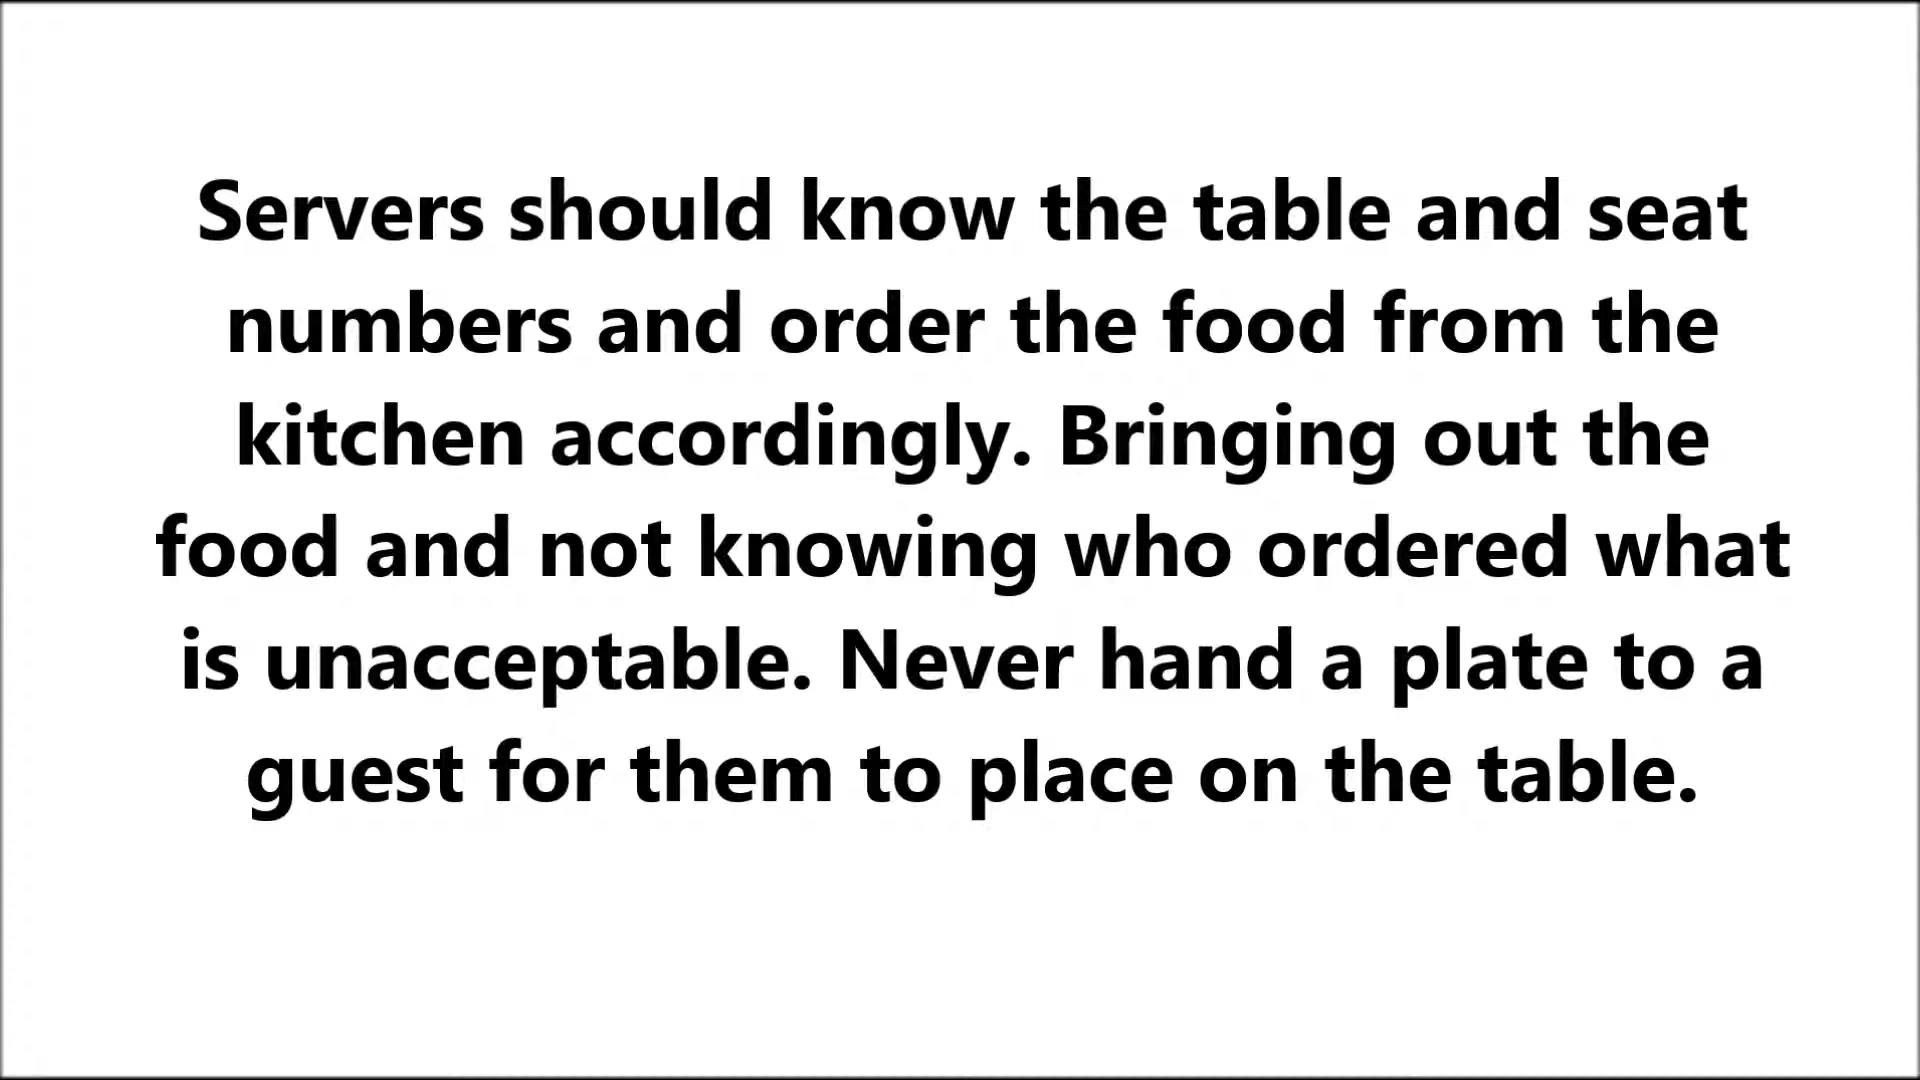 Servers should know the table and seat
numbers and order the food from the
kitchen accordingly. Bringing out the
food and not knowing who ordered what
is unacceptable. Never hand a plate to a
guest for them to place on the table.